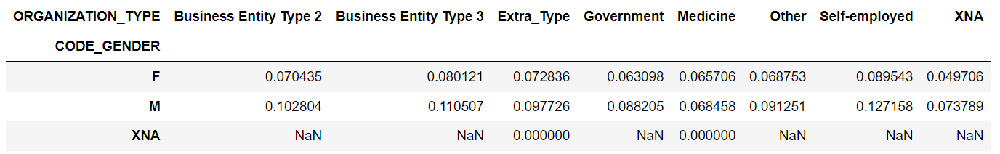 ORGANIZATION_TYPE Business Entity Type 2 Business Entity Type 3 Extra_Type Government Medicine Other Self-employed XNA
CODE_GENDER
F 0.070435 0.080121 0.072836 0.063098 0.065706 0.068753 0.089543 0.049706
M 0.102804 0.110507 0.097726 0.088205 0.068458 0.091251 0.127158 0.073789
XNA NaN NaN 0.000000 NaN 0.000000 NaN NaN NaN